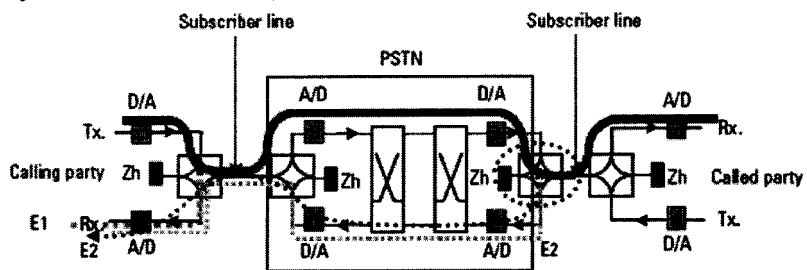 Subscriber line
Subscriber line
PSTN
D/A
A/D
D/A
A/D
Tx.
Rx.
Calling party
Zh
Zh
Zh
Zh
Called party
E1
Rx
Tx.
E2
A/D
D/A
A/D
E2
D/A